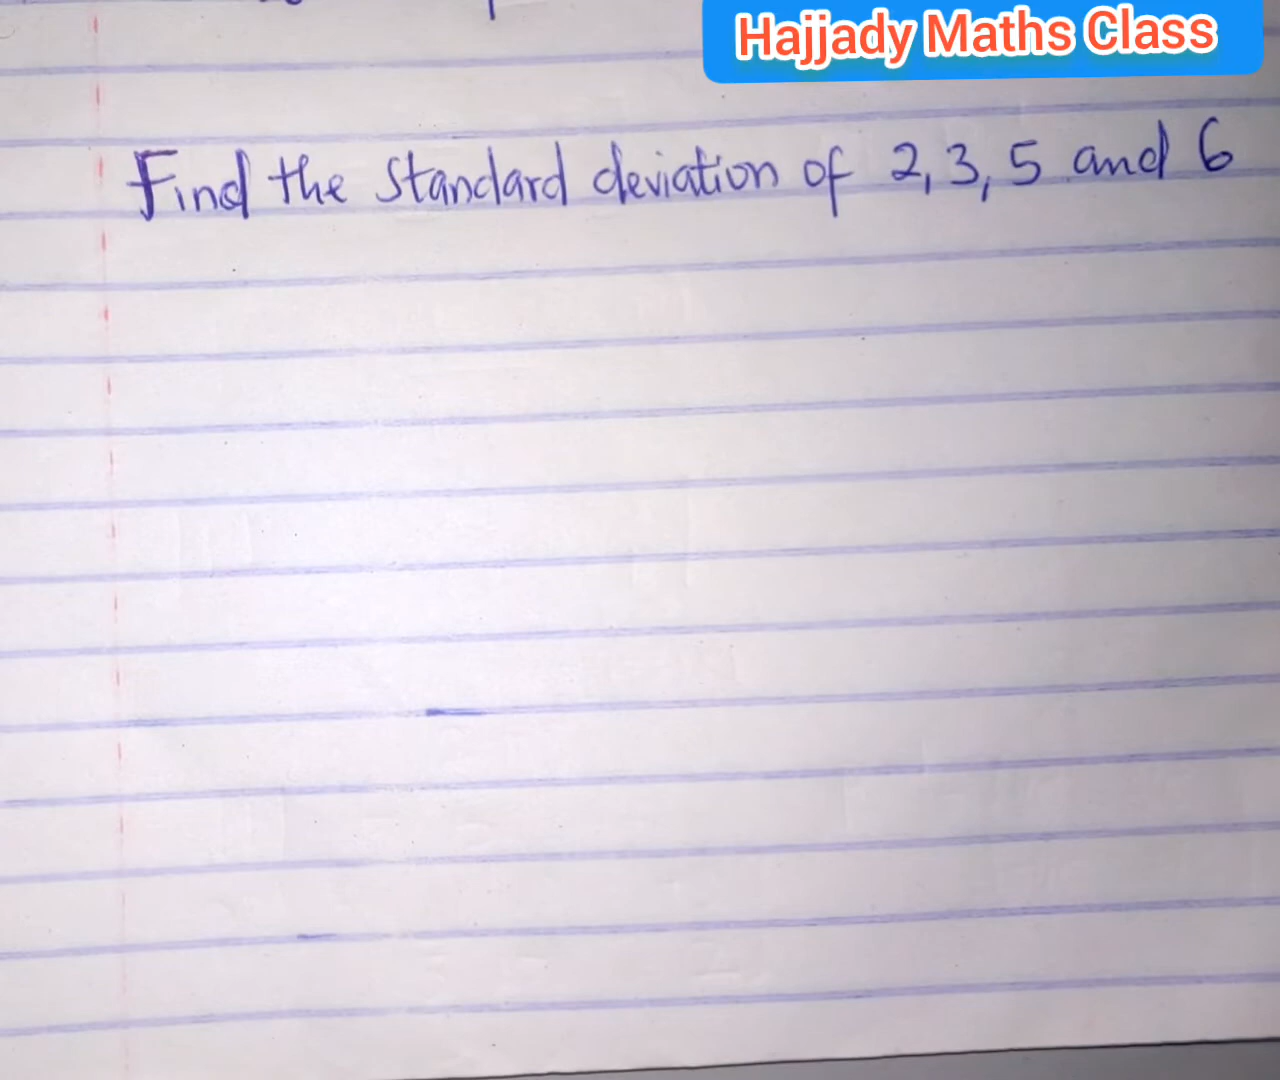 Hajjady Maths Class
Find the standard deviation of 2, 3, 5 and 6